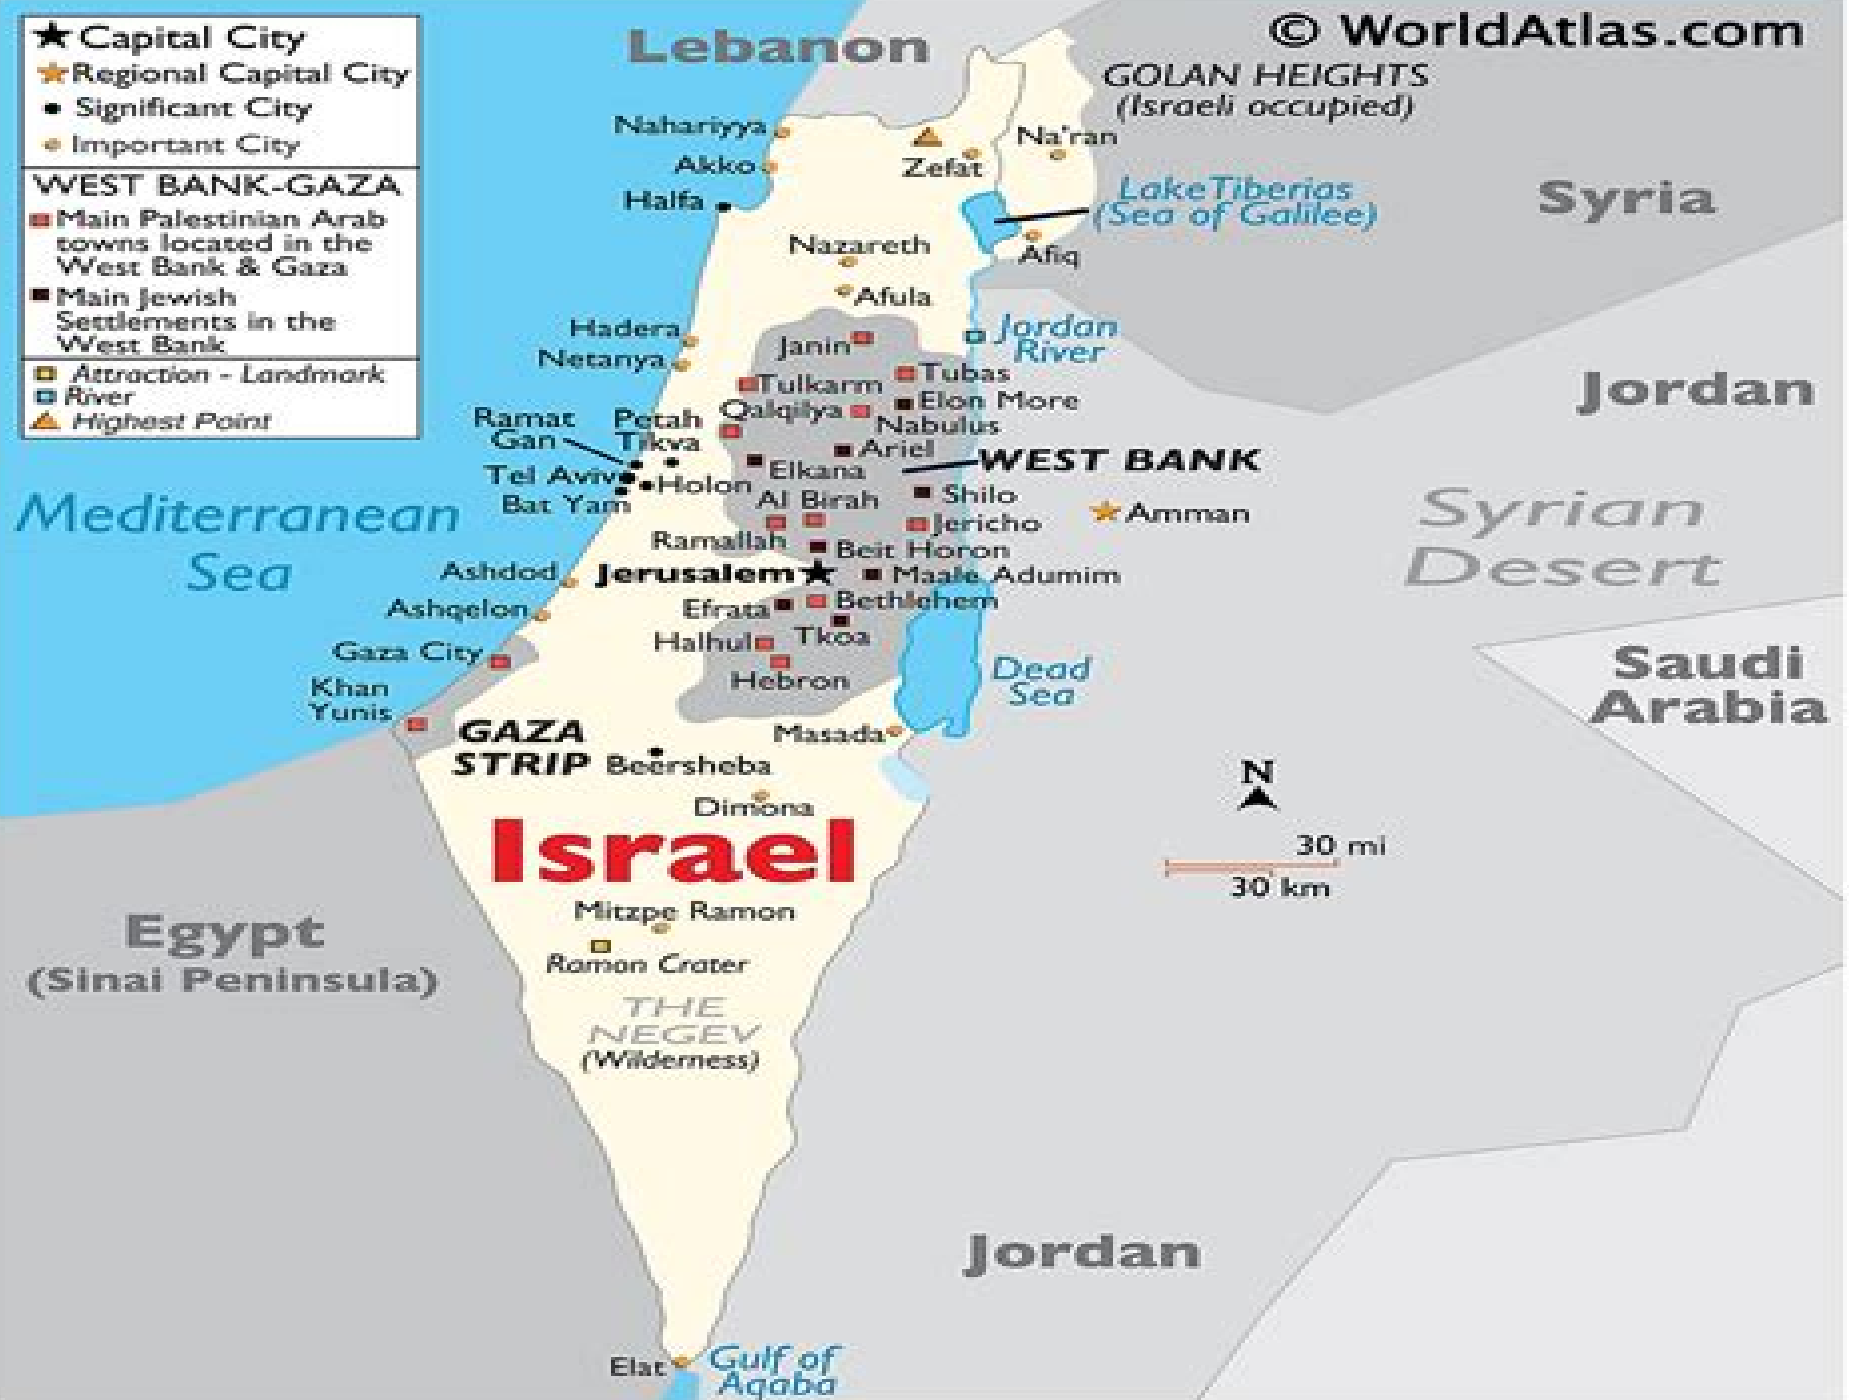 Capital City
Regional Capital City
Significant City
Important City
WEST BANK-GAZA
Main Palestinian Arab
towns located in the
West Bank & Gaza
Main Jewish
Settlements in the
West Bank
Attraction - Landmark
River
Highest Point
© WorldAtlas.com
Lebanon
GOLAN HEIGHTS
(Israeli occupied)
Nahariyya
Na'ran
Akko
Zefat
Halfa
Lake Tiberias
(Sea of Galilee)
Syria
Nazareth
Afiq
Afula
Hadera
Jordan
River
Janin
Netanya
Tubas
Tulkarm
Jordan
Elon More
Qalqilya
Nabulus
Ramat
Gan
Petah
Tikva
Ariel
WEST BANK
Elkana
Tel Aviv
Holon
Bat Yam
Al Birah
Shilo
Jericho
Amman
Syrian
Desert
Mediterranean
Sea
Ramallah
Beit Horon
Ashdod
Jerusalem
Maale Adumim
Ashqelon
Efrata
Bethlehem
Halhul
Tkoa
Gaza City
Hebron
Dead
Sea
Saudi
Arabia
Khan
Yunis
GAZA
STRIP
Masada
Beersheba
Dimona
N
30 mi
30 km
Israel
Mitzpe Ramon
Ramon Crater
Egypt
(Sinai Peninsula)
THE
NEGEV
(Wilderness)
Jordan
Elat
Gulf of
Aqaba